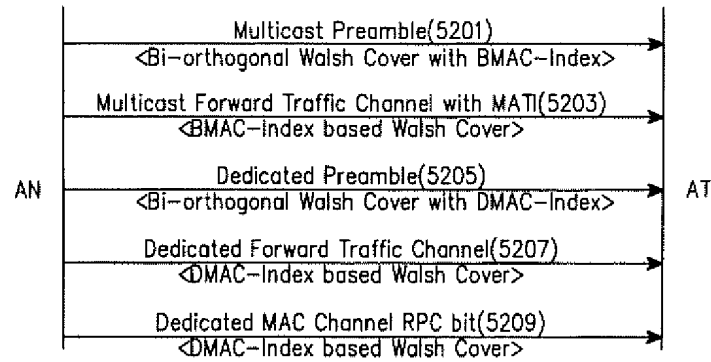 Multicast Preamble(5201)
<Bi-orthogonal Walsh Cover with BMAC-Index>
Multicast Forward Traffic Channel with MATI(5203)
<BMAC-Index based Walsh Cover>
Dedicated Preamble(5205)
AN
AT
<Bi-orthogonal Walsh Cover with DMAC-Index>
Dedicated Forward Traffic Channel(5207)
<DMAC-Index based Walsh Cover>
Dedicated MAC Channel RPC bit(5209)
<DMAC-Index based Walsh Cover>